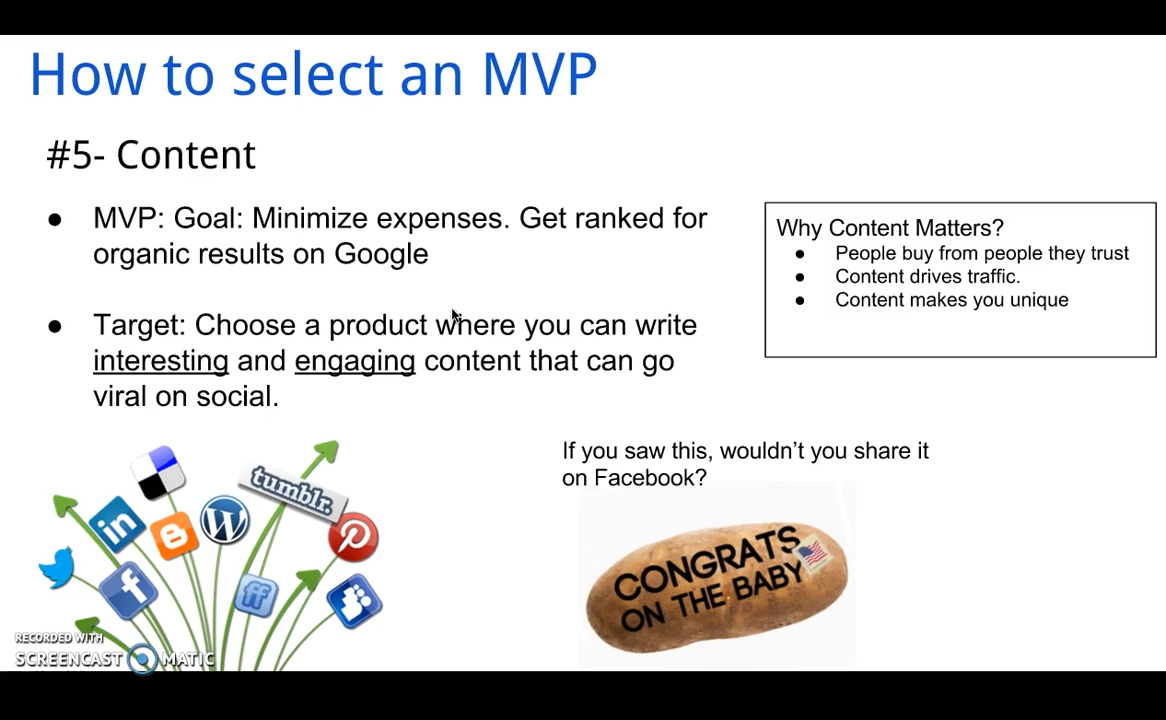 How to select an MVP
#5- Content
● MVP: Goal: Minimize expenses. Get ranked for
organic results on Google
● Target: Choose a product where you can write
interesting and engaging content that can go
viral on social.
Why Content Matters?
● People buy from people they trust
● Content drives traffic.
● Content makes you unique
If you saw this, wouldn't you share it
on Facebook?
CONGRATS
ON THE BABY
tumblr.
in
f
ff
RECORDED WITH
SCREENCAST MATIC